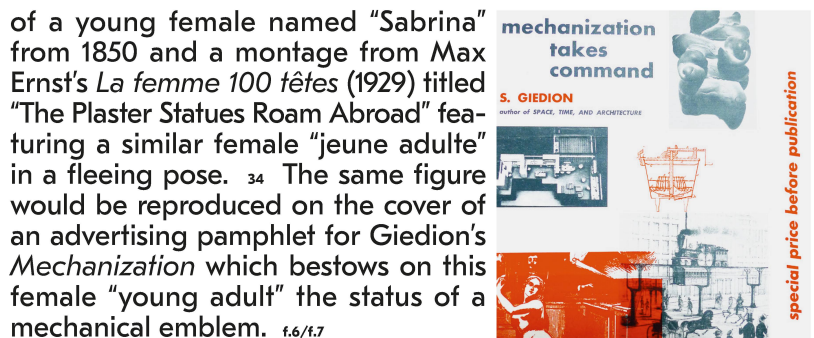 of a young female named “Sabrina”
from 1850 and a montage from Max
Ernst’s La femme 100 têtes (1929) titled
“The Plaster Statues Roam Abroad” fea-
turing a similar female “jeune adulte”
in a fleeing pose. 34 The same figure
would be reproduced on the cover of
an advertising pamphlet for Giedion’s
Mechanization which bestows on this
female “young adult” the status of a
mechanical emblem. f.6/f.7
mechanization
takes
command
S. GIEDION
author of SPACE, TIME, AND ARCHITECTURE
special price before publication